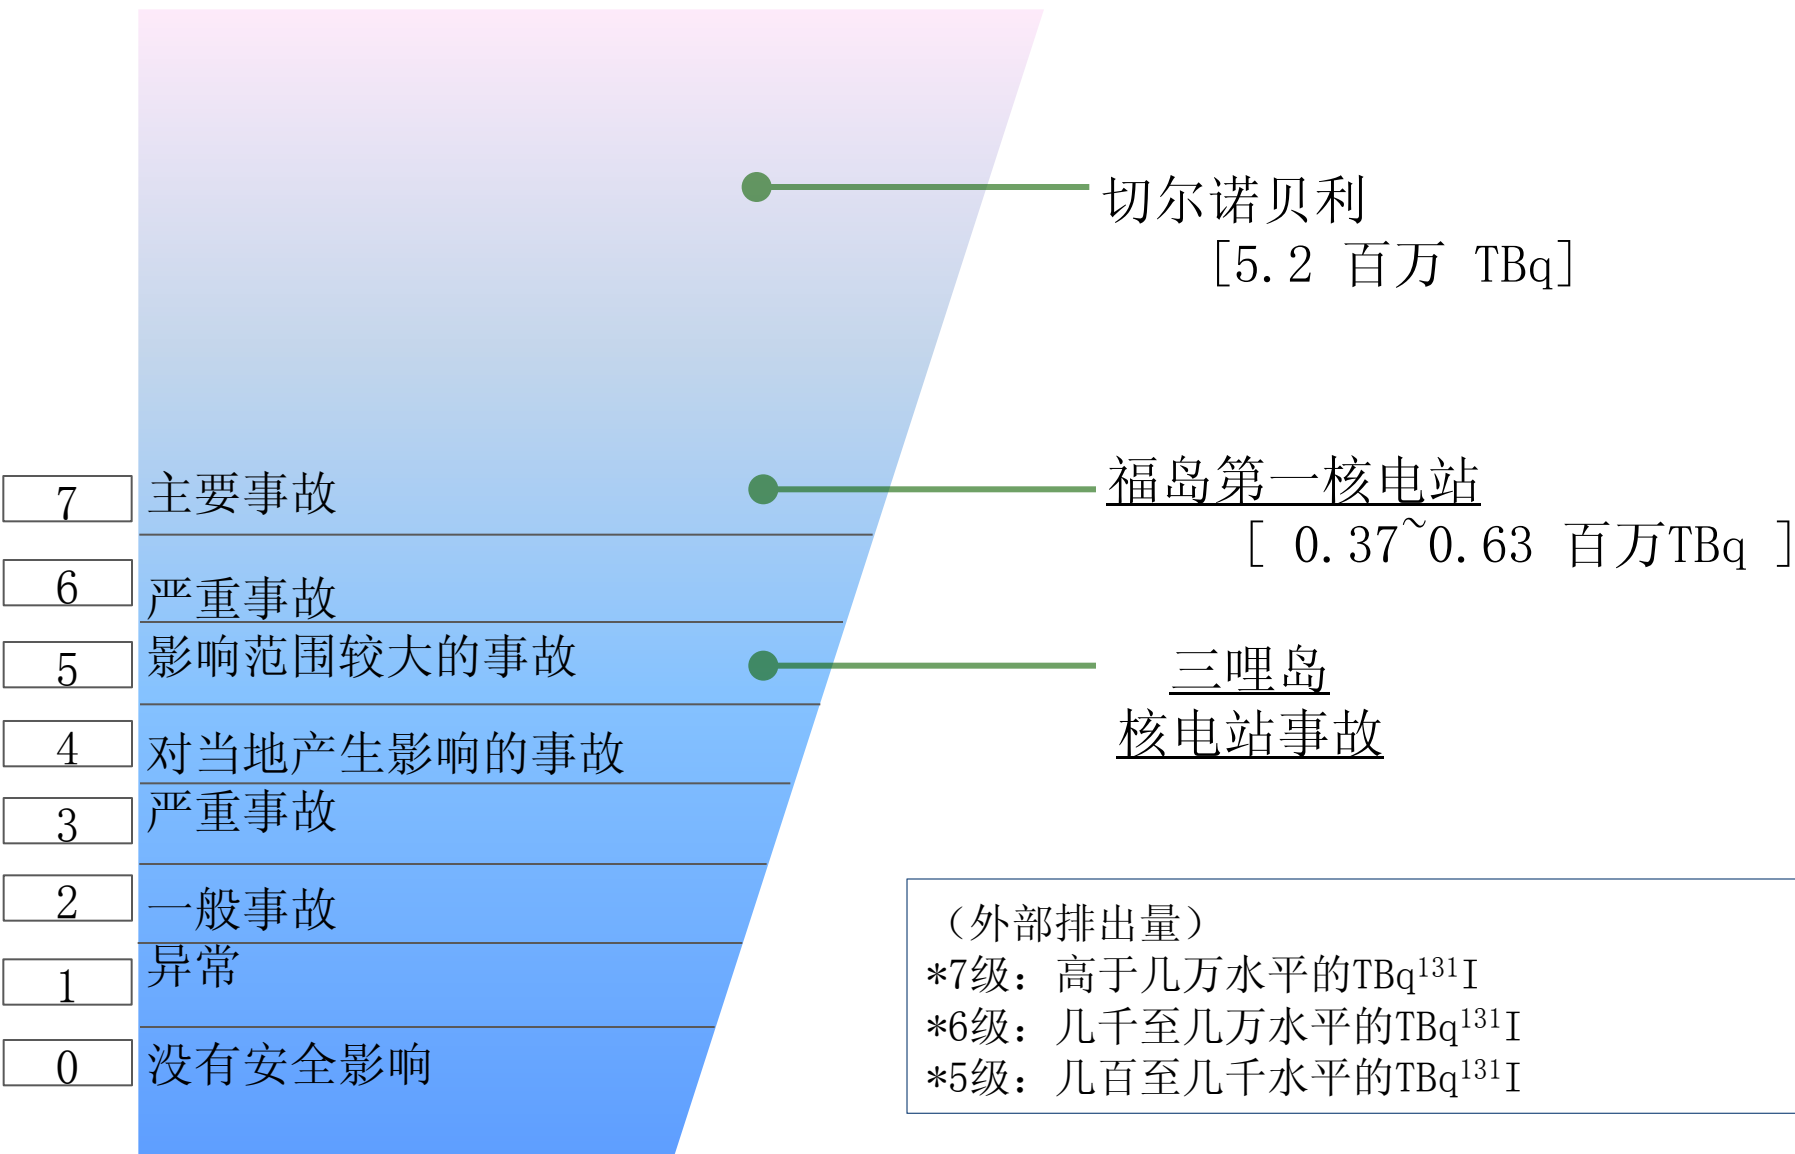 切尔诺贝利
[5.2 百万 TBq]
7 主要事故
福岛第一核电站
[ 0.37~0.63 百万TBq ]
6 严重事故
5 影响范围较大的事故
三哩岛
核电站事故
4 对当地产生影响的事故
3 严重事故
2 一般事故
1 异常
0 没有安全影响
（外部排出量）
*7级：高于几万水平的TBq¹³¹I
*6级：几千至几万水平的TBq¹³¹I
*5级：几百至几千水平的TBq¹³¹I